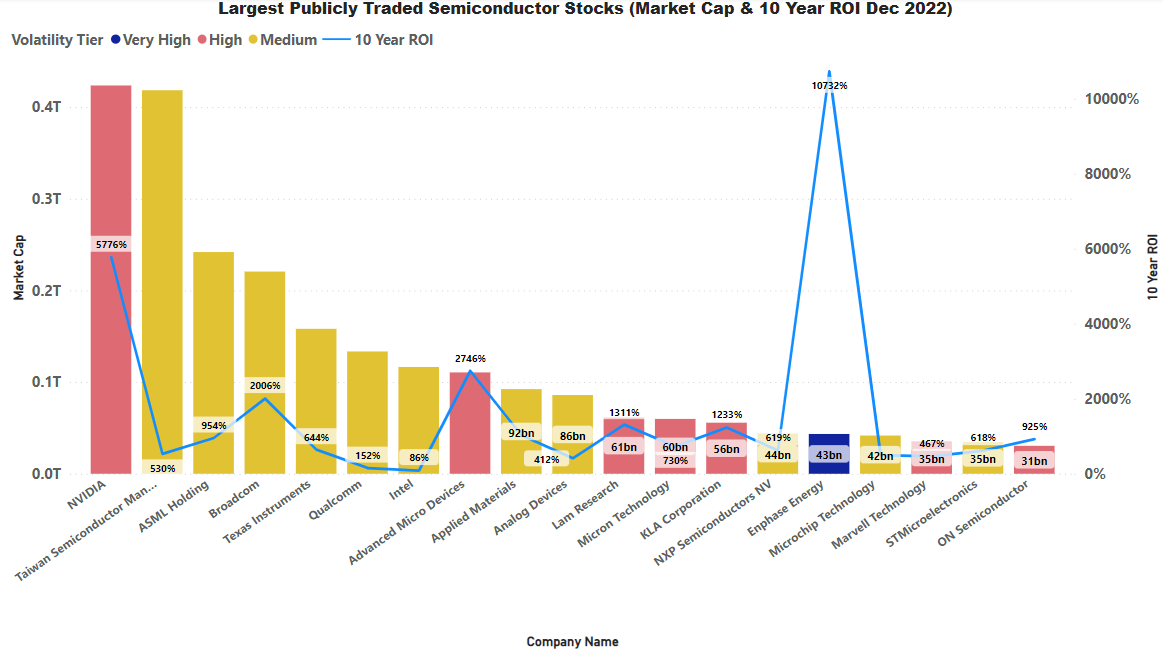 Largest Publicly Traded Semiconductor Stocks (Market Cap & 10 Year ROI Dec 2022)
Volatility Tier Very High High Medium 10 Year ROI
Market Cap
0.4T
0.3T
0.2T
0.1T
0.0T
10 Year ROI
10000%
8000%
6000%
4000%
2000%
0%
5776%
530%
954%
2006%
644%
152%
86%
2746%
92bn
86bn
412%
1311%
61bn
60bn
730%
1233%
56bn
619%
44bn
10732%
43bn
42bn
467%
35bn
618%
35bn
925%
31bn
NVIDIA
Taiwan Semiconductor Man...
ASML Holding
Broadcom
Texas Instruments
Qualcomm
Intel
Advanced Micro Devices
Applied Materials
Analog Devices
Lam Research
Micron Technology
KLA Corporation
NXP Semiconductors NV
Enphase Energy
Microchip Technology
Marvell Technology
STMicroelectronics
ON Semiconductor
Company Name